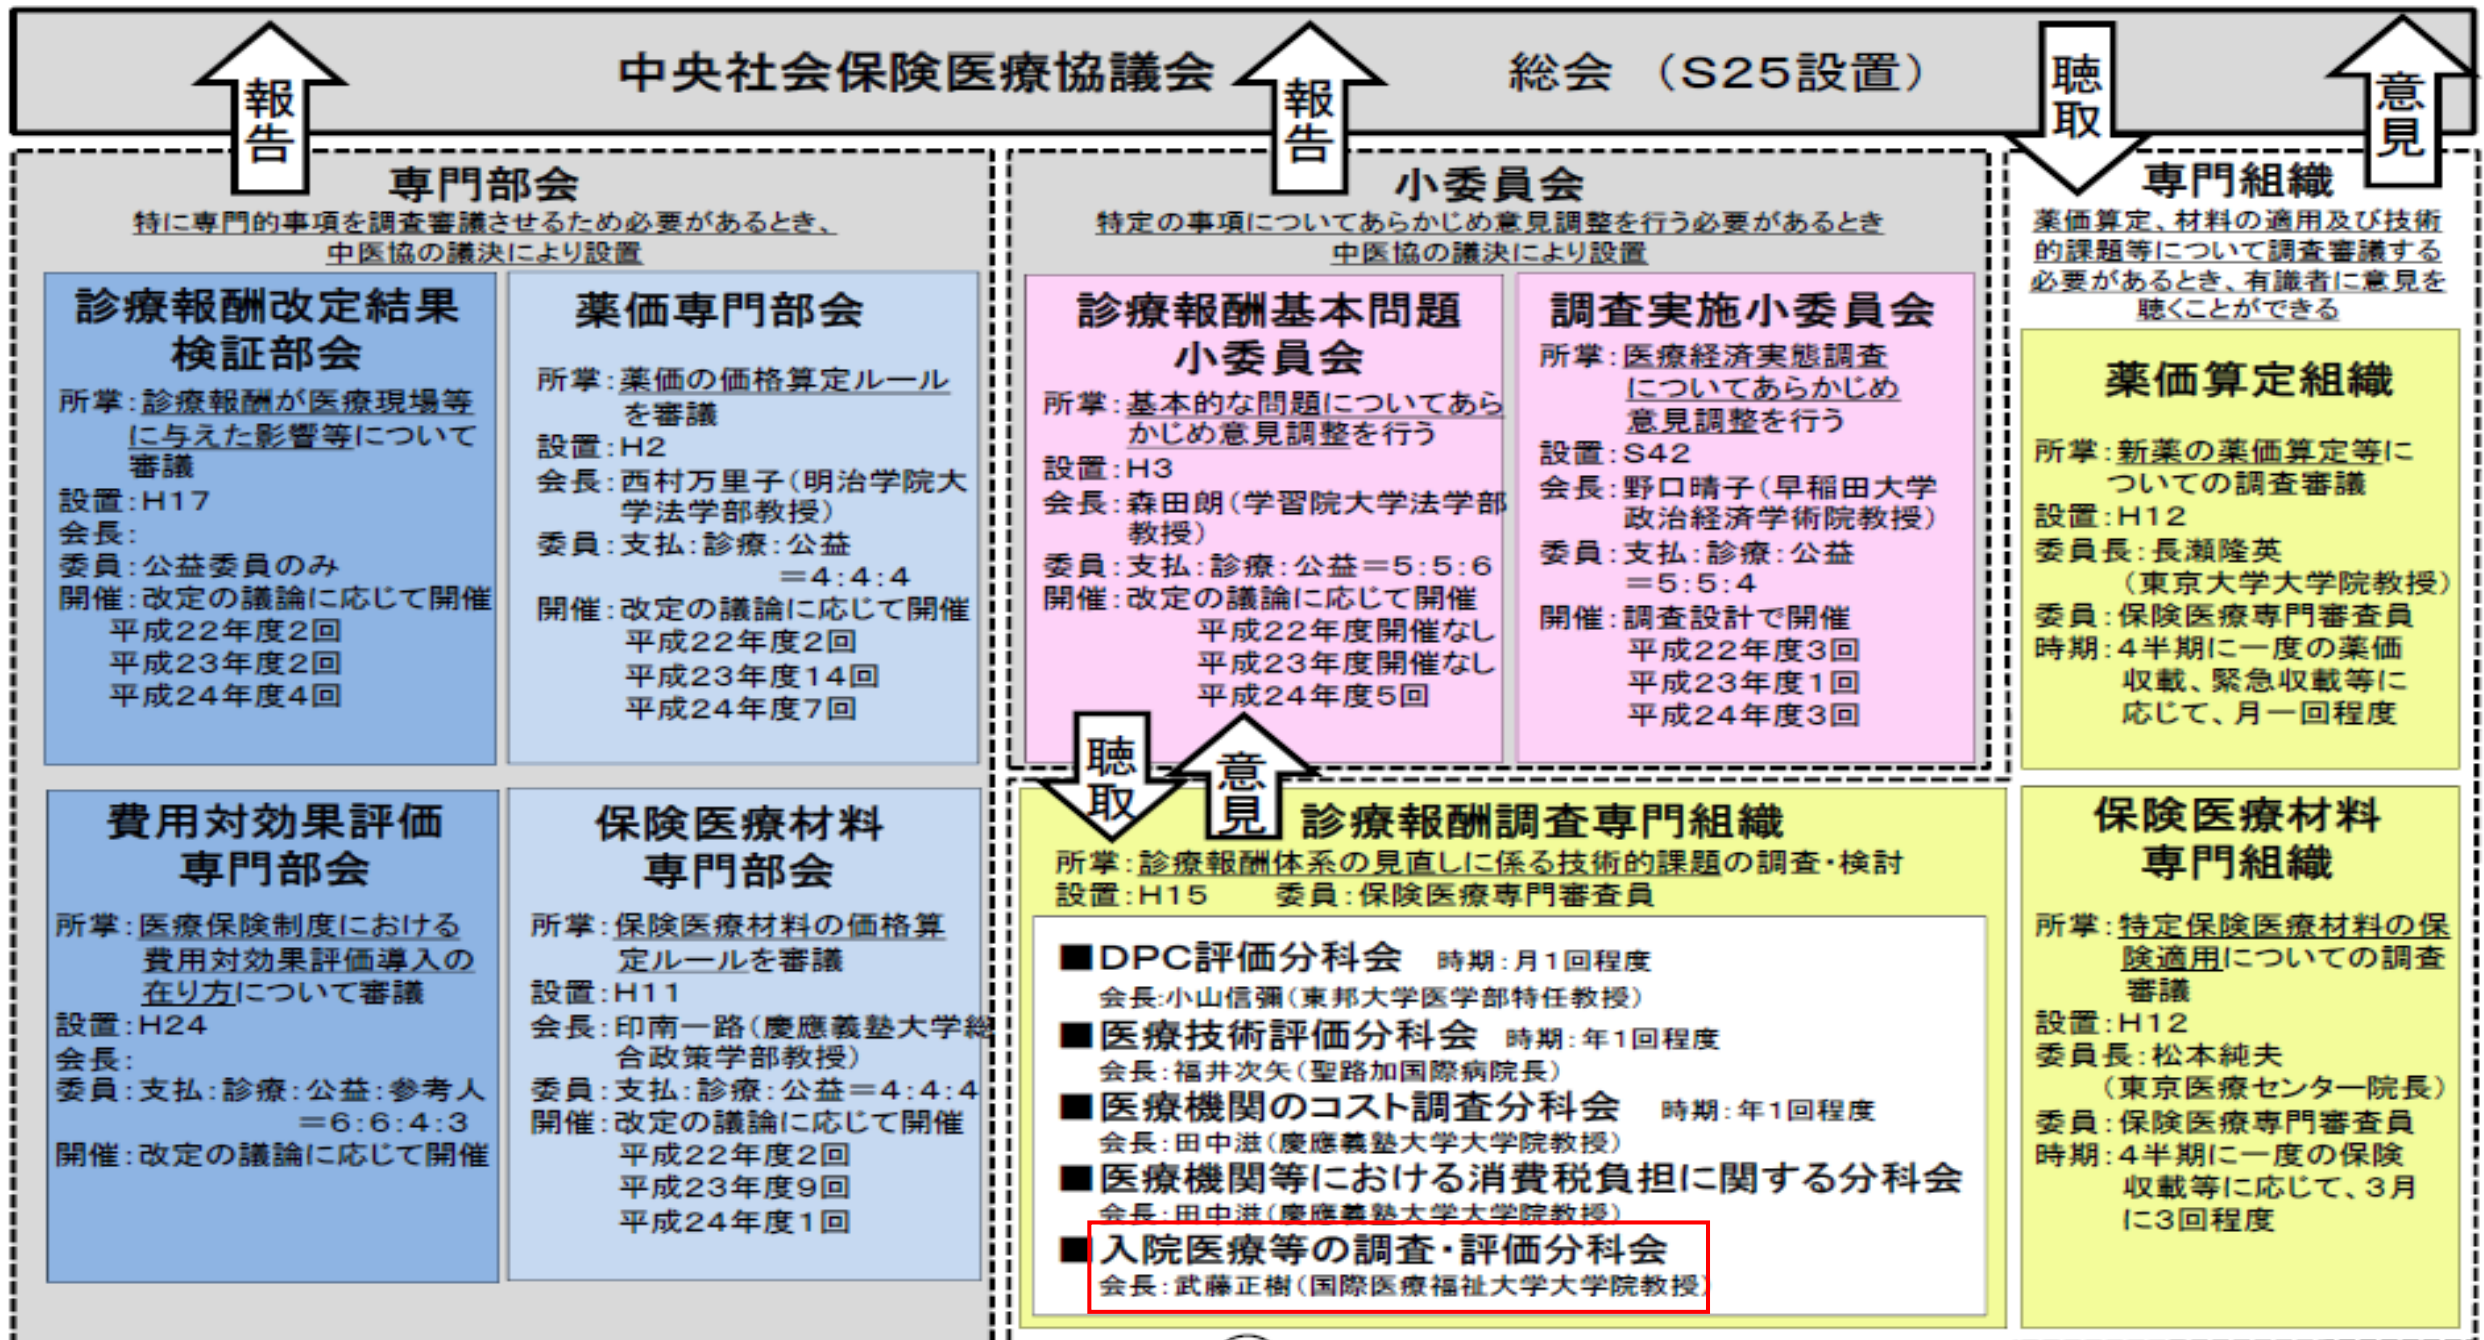 中央社会保険医療協議会 総会 （S25設置）
報告
報告
聴取
意見
専門部会
特に専門的事項を調査審議させるため必要があるとき、
中医協の議決により設置
診療報酬改定結果
検証部会
所掌：診療報酬が医療現場等
に与えた影響等について
審議
設置：H17
会長：
委員：公益委員のみ
開催：改定の議論に応じて開催
平成22年度2回
平成23年度2回
平成24年度4回
薬価専門部会
所掌：薬価の価格算定ルール
を審議
設置：H2
会長：西村万里子（明治学院大
学法学部教授）
委員：支払：診療：公益
＝4：4：4
開催：改定の議論に応じて開催
平成22年度2回
平成23年度14回
平成24年度7回
費用対効果評価
専門部会
所掌：医療保険制度における
費用対効果評価導入の
在り方について審議
設置：H24
会長：
委員：支払：診療：公益：参考人
＝6：6：4：3
開催：改定の議論に応じて開催
保険医療材料
専門部会
所掌：保険医療材料の価格算
定ルールを審議
設置：H11
会長：印南一路（慶應義塾大学総
合政策学部教授）
委員：支払：診療：公益＝4：4：4
開催：改定の議論に応じて開催
平成22年度2回
平成23年度9回
平成24年度1回
小委員会
特定の事項についてあらかじめ意見調整を行う必要があるとき
中医協の議決により設置
診療報酬基本問題
小委員会
所掌：基本的な問題についてあら
かじめ意見調整を行う
設置：H3
会長：森田朗（学習院大学法学部
教授）
委員：支払：診療：公益＝5：5：6
開催：改定の議論に応じて開催
平成22年度開催なし
平成23年度開催なし
平成24年度5回
調査実施小委員会
所掌：医療経済実態調査
についてあらかじめ
意見調整を行う
設置：S42
会長：野口晴子（早稲田大学
政治経済学術院教授）
委員：支払：診療：公益
＝5：5：4
開催：調査設計で開催
平成22年度3回
平成23年度1回
平成24年度3回
聴取
意見
診療報酬調査専門組織
所掌：診療報酬体系の見直しに係る技術的課題の調査・検討
設置：H15 委員：保険医療専門審査員
■DPC評価分科会 時期：月1回程度
会長：小山信彌（東邦大学医学部特任教授）
■医療技術評価分科会 時期：年1回程度
会長：福井次矢（聖路加国際病院長）
■医療機関のコスト調査分科会 時期：年1回程度
会長：田中滋（慶應義塾大学大学院教授）
■医療機関等における消費税負担に関する分科会
会長：田中滋（慶應義塾大学大学院教授）
■入院医療等の調査・評価分科会
会長：武藤正樹（国際医療福祉大学大学院教授）
専門組織
薬価算定、材料の適用及び技術
的課題等について調査審議する
必要があるとき、有識者に意見を
聴くことができる
薬価算定組織
所掌：新薬の薬価算定等に
ついての調査審議
設置：H12
委員長：長瀬隆英
（東京大学大学院教授）
委員：保険医療専門審査員
時期：4半期に一度の薬価
収載、緊急収載等に
応じて、月一回程度
保険医療材料
専門組織
所掌：特定保険医療材料の保
険適用についての調査
審議
設置：H12
委員長：松本純夫
（東京医療センター院長）
委員：保険医療専門審査員
時期：4半期に一度の保険
収載等に応じて、3月
に3回程度